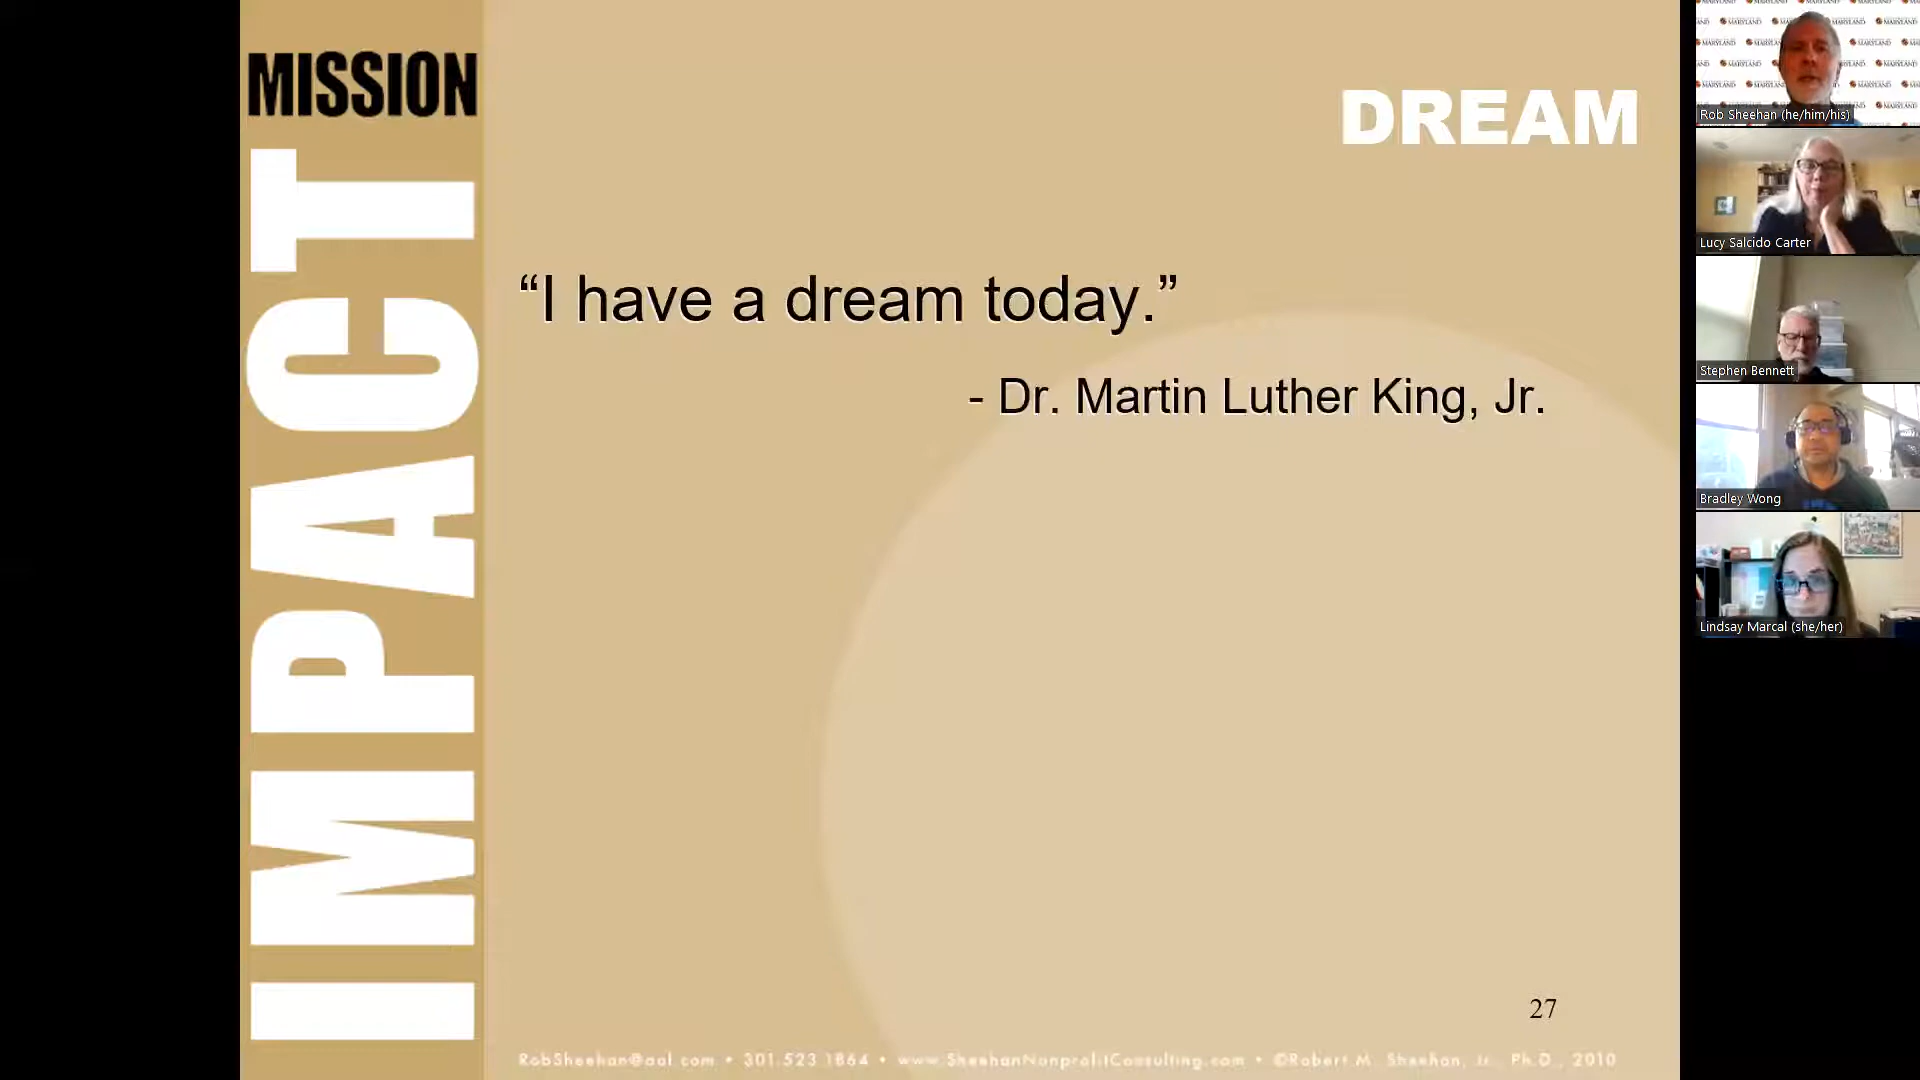 MISSION
IMPACT
DREAM
“I have a dream today.”
- Dr. Martin Luther King, Jr.
27
RobSheehan@aol.com • 301.523.1864 • www.SheehanNonprofitConsulting.com • ©Robert M. Sheehan, Jr., Ph.D., 2010
Rob Sheehan (he/him/his)
Lucy Salcido Carter
Stephen Bennett
Bradley Wong
Lindsay Marcal (she/her)
MARYLAND